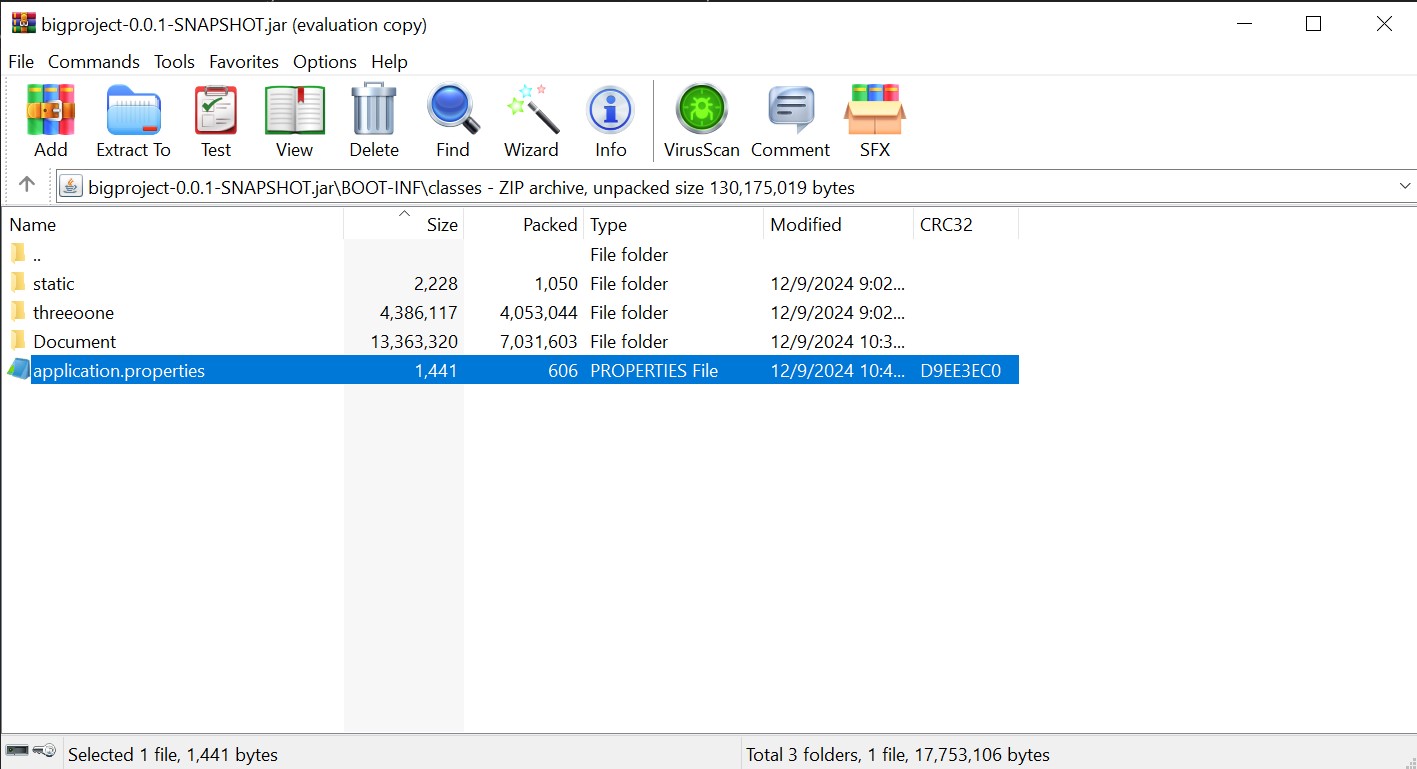 bigproject-0.0.1-SNAPSHOT.jar (evaluation copy)
File Commands Tools Favorites Options Help
Add Extract To Test View Delete Find Wizard Info VirusScan Comment SFX
bigproject-0.0.1-SNAPSHOT.jar\BOOT-INF\classes - ZIP archive, unpacked size 130,175,019 bytes
Name Size Packed Type Modified CRC32
.. File folder
static 2,228 1,050 File folder 12/9/2024 9:02...
threeoone 4,386,117 4,053,044 File folder 12/9/2024 9:02...
Document 13,363,320 7,031,603 File folder 12/9/2024 10:3...
application.properties 1,441 606 PROPERTIES File 12/9/2024 10:4... D9EE3EC0
Selected 1 file, 1,441 bytes Total 3 folders, 1 file, 17,753,106 bytes